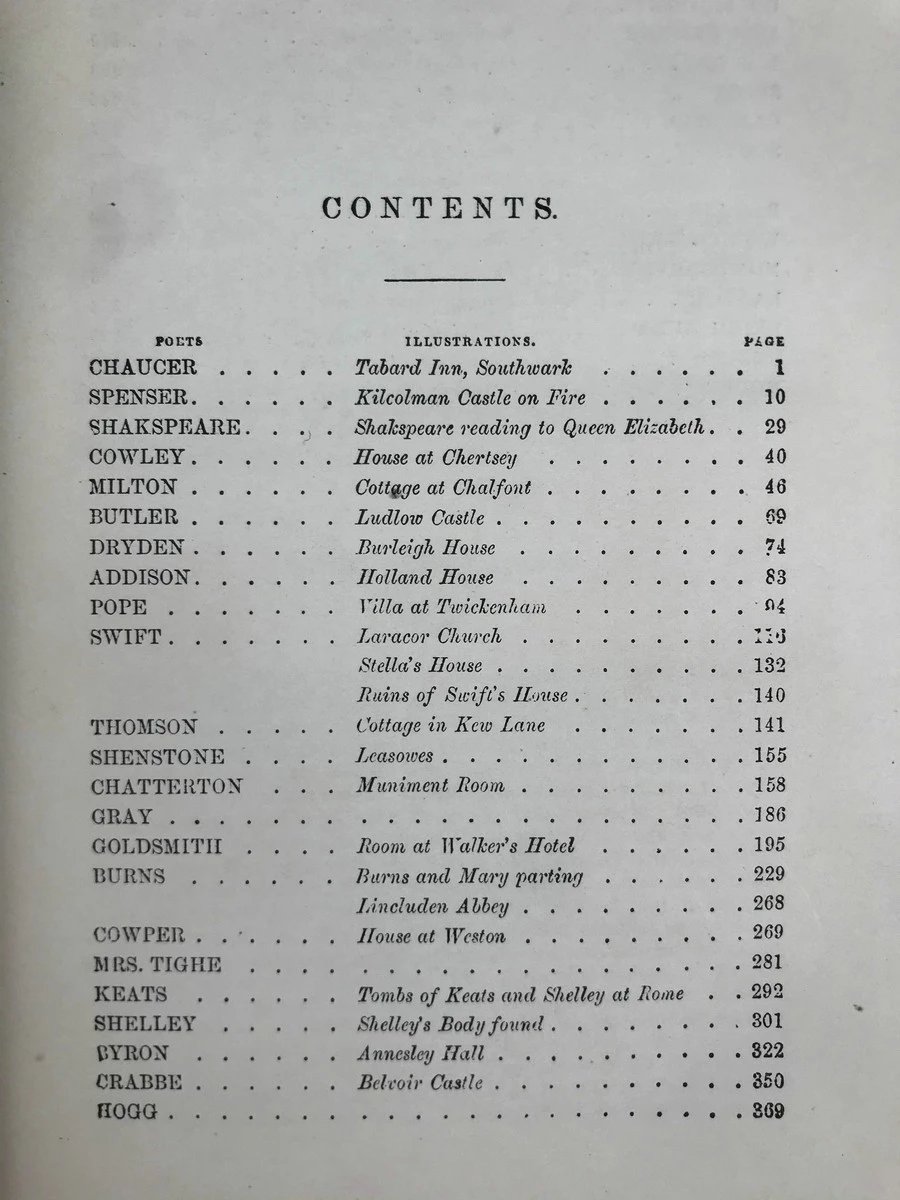 CONTENTS.
POETS ILLUSTRATIONS. PAGE
CHAUCER . . . . . Tabard Inn, Southwark . . . . . . 1
SPENSER. . . . . . Kilcolman Castle on Fire . . . . . . 10
SHAKSPEARE. . . . Shakspeare reading to Queen Elizabeth. . 29
COWLEY. . . . . . House at Chertsey . . . . . . . . 40
MILTON . . . . . . Cottage at Chalfont . . . . . . . . 46
BUTLER . . . . . . Ludlow Castle . . . . . . . . . . 69
DRYDEN . . . . . . Burleigh House . . . . . . . . . 74
ADDISON. . . . . . Holland House . . . . . . . . . 83
POPE . . . . . . . Villa at Twickenham . . . . . . . 94
SWIFT . . . . . . . Laracor Church . . . . . . . . .
Stella's House . . . . . . . . . . 132
Ruins of Swift's House . . . . . . . 140
THOMSON . . . . . Cottage in Kew Lane . . . . . . . 141
SHENSTONE . . . . Leasowes . . . . . . . . . . . . 155
CHATTERTON . . . Muniment Room . . . . . . . . . 158
GRAY . . . . . . . . . . . . . . . . . . . . 186
GOLDSMITH . . . . Room at Walker's Hotel . . . . . . 195
BURNS . . . . . . Burns and Mary parting . . . . . . 229
Lincluden Abbey . . . . . . . . . 268
COWPER . . . . . . House at Weston . . . . . . . . . 269
MRS. TIGHE . . . . . . . . . . . . . . . . . . 281
KEATS . . . . . . Tombs of Keats and Shelley at Rome . . 292
SHELLEY . . . . . Shelley's Body found . . . . . . . . 301
BYRON . . . . . . Annesley Hall . . . . . . . . . . 322
CRABBE . . . . . . Belvoir Castle . . . . . . . . . . 350
HOGG . . . . . . . . . . . . . . . . . . . . 369